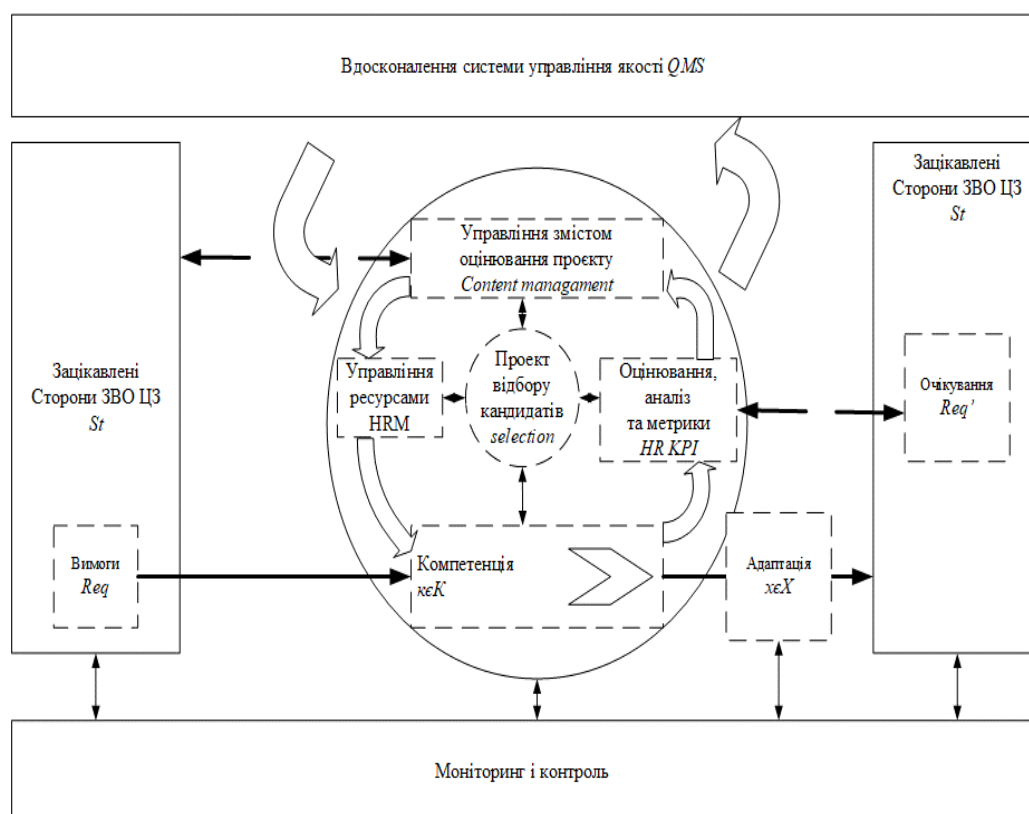 Вдосконалення системи управління якості QMS
Зацікавлені
Сторони ЗВО ЦЗ
St
Вимоги
Req
Управління змістом
оцінювання проєкту
Content managament
Управління
ресурсами
HRM
Проект
відбору
кандидатів
selection
Оцінювання,
аналіз
та метрики
HR KPI
Компетенція
кєК
Адаптація
xєX
Зацікавлені
Сторони ЗВО ЦЗ
St
Очікування
Req’
Моніторинг і контроль